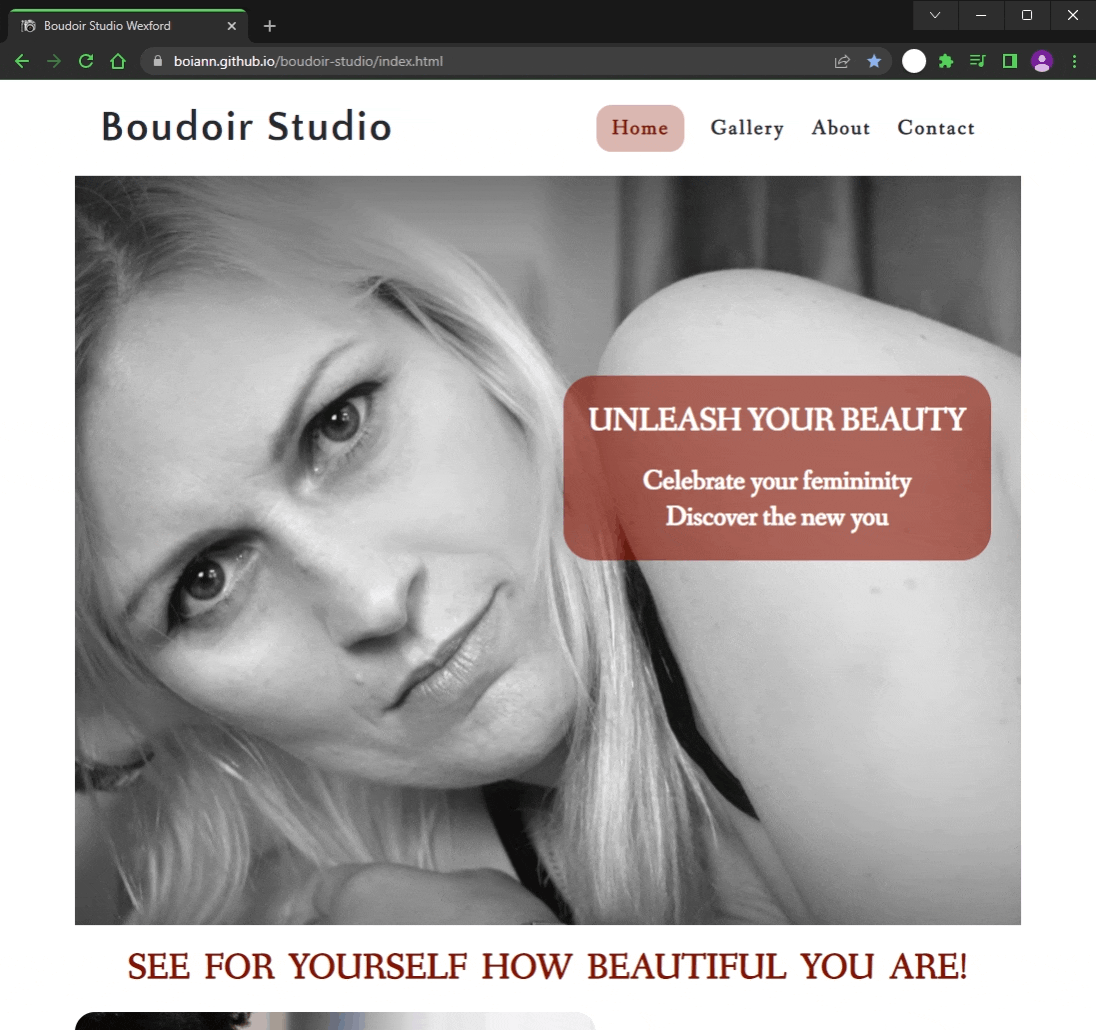 Boudoir Studio Wexford
boiann.github.io/boudoir-studio/index.html
Boudoir Studio
Home Gallery About Contact
UNLEASH YOUR BEAUTY
Celebrate your femininity
Discover the new you
SEE FOR YOURSELF HOW BEAUTIFUL YOU ARE!